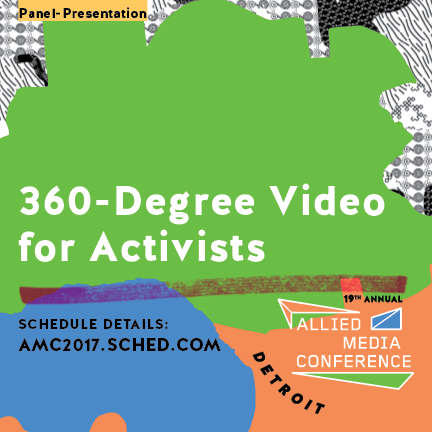 Panel- Presentation
360-Degree Video
for Activists
19TH ANNUAL
SCHEDULE DETAILS:
AMC2017.SCHED.COM
ALLIED
MEDIA
CONFERENCE
DETROIT